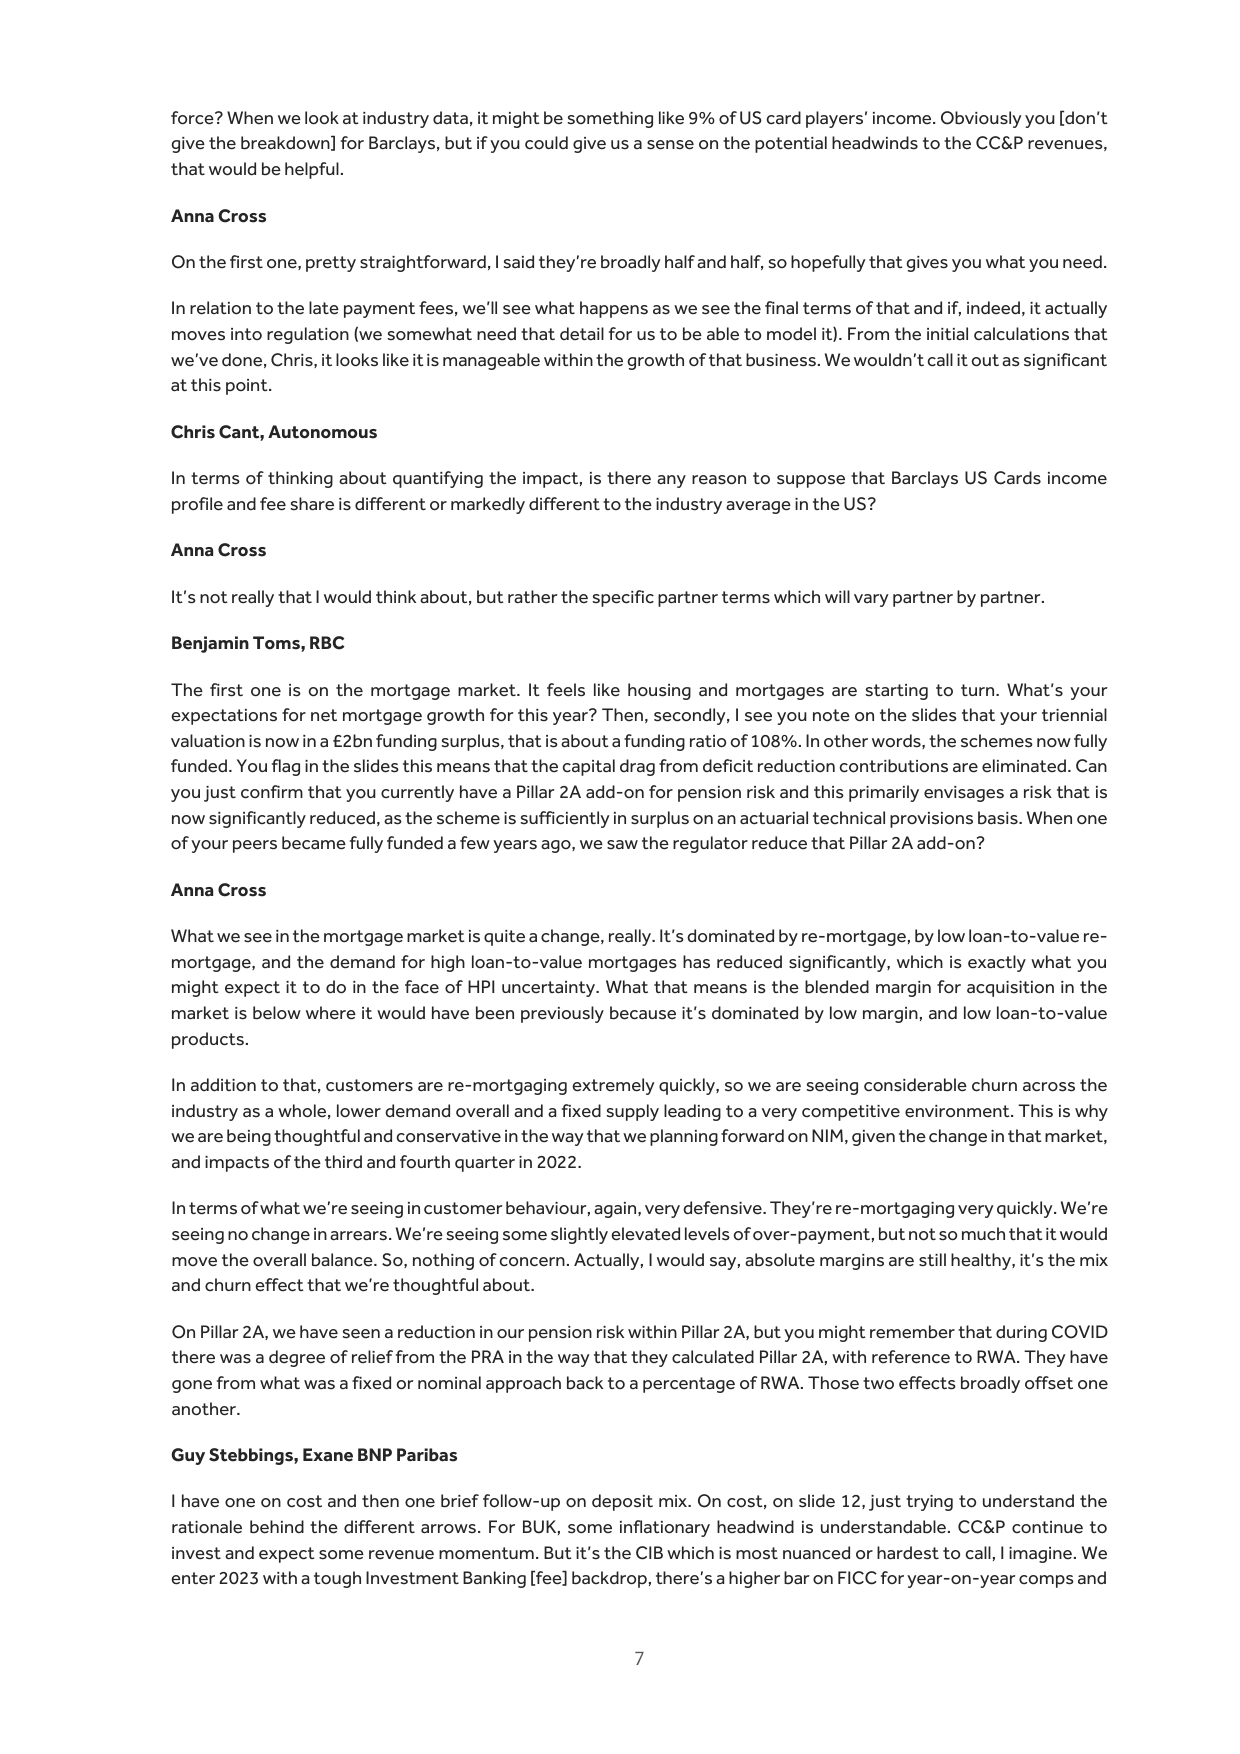 force? When we look at industry data, it might be something like 9% of US card players' income. Obviously you [don't
give the breakdown] for Barclays, but if you could give us a sense on the potential headwinds to the CC&P revenues,
that would be helpful.
Anna Cross
On the first one, pretty straightforward, I said they're broadly half and half, so hopefully that gives you what you need.
In relation to the late payment fees, we'll see what happens as we see the final terms of that and if, indeed, it actually
moves into regulation (we somewhat need that detail for us to be able to model it). From the initial calculations that
we've done, Chris, it looks like it is manageable within the growth of that business. We wouldn't call it out as significant
at this point.
Chris Cant, Autonomous
In terms of thinking about quantifying the impact, is there any reason to suppose that Barclays US Cards income
profile and fee share is different or markedly different to the industry average in the US?
Anna Cross
It's not really that I would think about, but rather the specific partner terms which will vary partner by partner.
Benjamin Toms, RBC
The first one is on the mortgage market. It feels like housing and mortgages are starting to turn. What's your
expectations for net mortgage growth for this year? Then, secondly, I see you note on the slides that your triennial
valuation is now in a £2bn funding surplus, that is about a funding ratio of 108%. In other words, the schemes now fully
funded. You flag in the slides this means that the capital drag from deficit reduction contributions are eliminated. Can
you just confirm that you currently have a Pillar 2A add-on for pension risk and this primarily envisages a risk that is
now significantly reduced, as the scheme is sufficiently in surplus on an actuarial technical provisions basis. When one
of your peers became fully funded a few years ago, we saw the regulator reduce that Pillar 2A add-on?
Anna Cross
What we see in the mortgage market is quite a change, really. It's dominated by re-mortgage, by low loan-to-value re-
mortgage, and the demand for high loan-to-value mortgages has reduced significantly, which is exactly what you
might expect it to do in the face of HPI uncertainty. What that means is the blended margin for acquisition in the
market is below where it would have been previously because it's dominated by low margin, and low loan-to-value
products.
In addition to that, customers are re-mortgaging extremely quickly, so we are seeing considerable churn across the
industry as a whole, lower demand overall and a fixed supply leading to a very competitive environment. This is why
we are being thoughtful and conservative in the way that we planning forward on NIM, given the change in that market,
and impacts of the third and fourth quarter in 2022.
In terms of what we're seeing in customer behaviour, again, very defensive. They're re-mortgaging very quickly. We're
seeing no change in arrears. We're seeing some slightly elevated levels of over-payment, but not so much that it would
move the overall balance. So, nothing of concern. Actually, I would say, absolute margins are still healthy, it's the mix
and churn effect that we're thoughtful about.
On Pillar 2A, we have seen a reduction in our pension risk within Pillar 2A, but you might remember that during COVID
there was a degree of relief from the PRA in the way that they calculated Pillar 2A, with reference to RWA. They have
gone from what was a fixed or nominal approach back to a percentage of RWA. Those two effects broadly offset one
another.
Guy Stebbings, Exane BNP Paribas
I have one on cost and then one brief follow-up on deposit mix. On cost, on slide 12, just trying to understand the
rationale behind the different arrows. For BUK, some inflationary headwind is understandable. CC&P continue to
invest and expect some revenue momentum. But it's the CIB which is most nuanced or hardest to call, I imagine. We
enter 2023 with a tough Investment Banking [fee] backdrop, there's a higher bar on FICC for year-on-year comps and
7